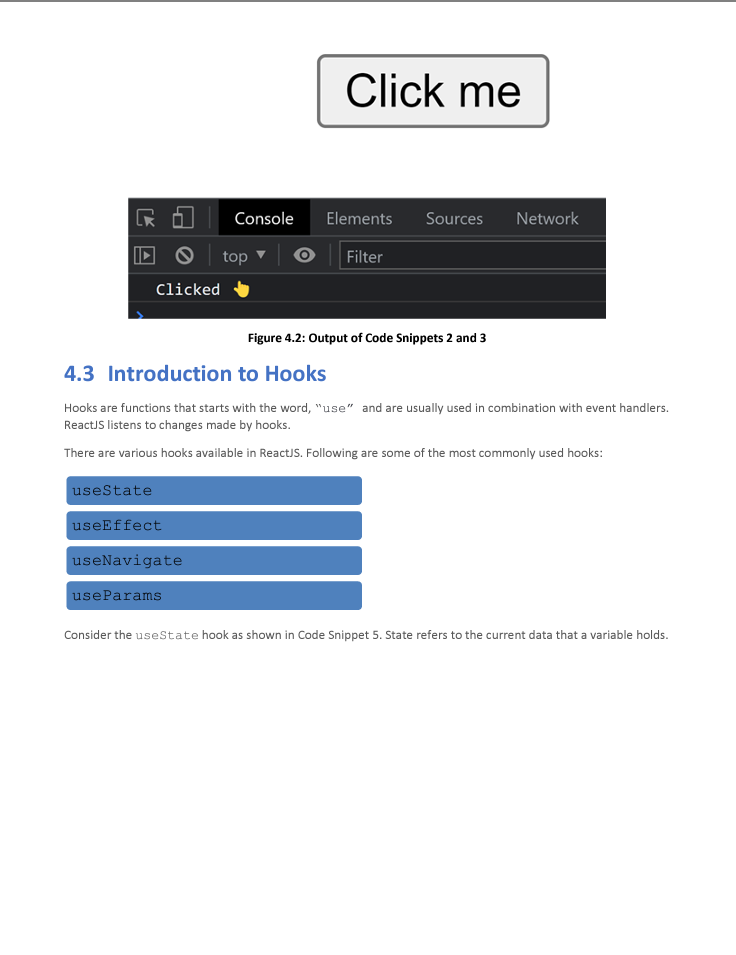 Click me
Console Elements Sources Network
top ▼ Filter
Clicked 👆
Figure 4.2: Output of Code Snippets 2 and 3
4.3 Introduction to Hooks
Hooks are functions that starts with the word, “use” and are usually used in combination with event handlers.
ReactJS listens to changes made by hooks.
There are various hooks available in ReactJS. Following are some of the most commonly used hooks:
useState
useEffect
useNavigate
useParams
Consider the useState hook as shown in Code Snippet 5. State refers to the current data that a variable holds.